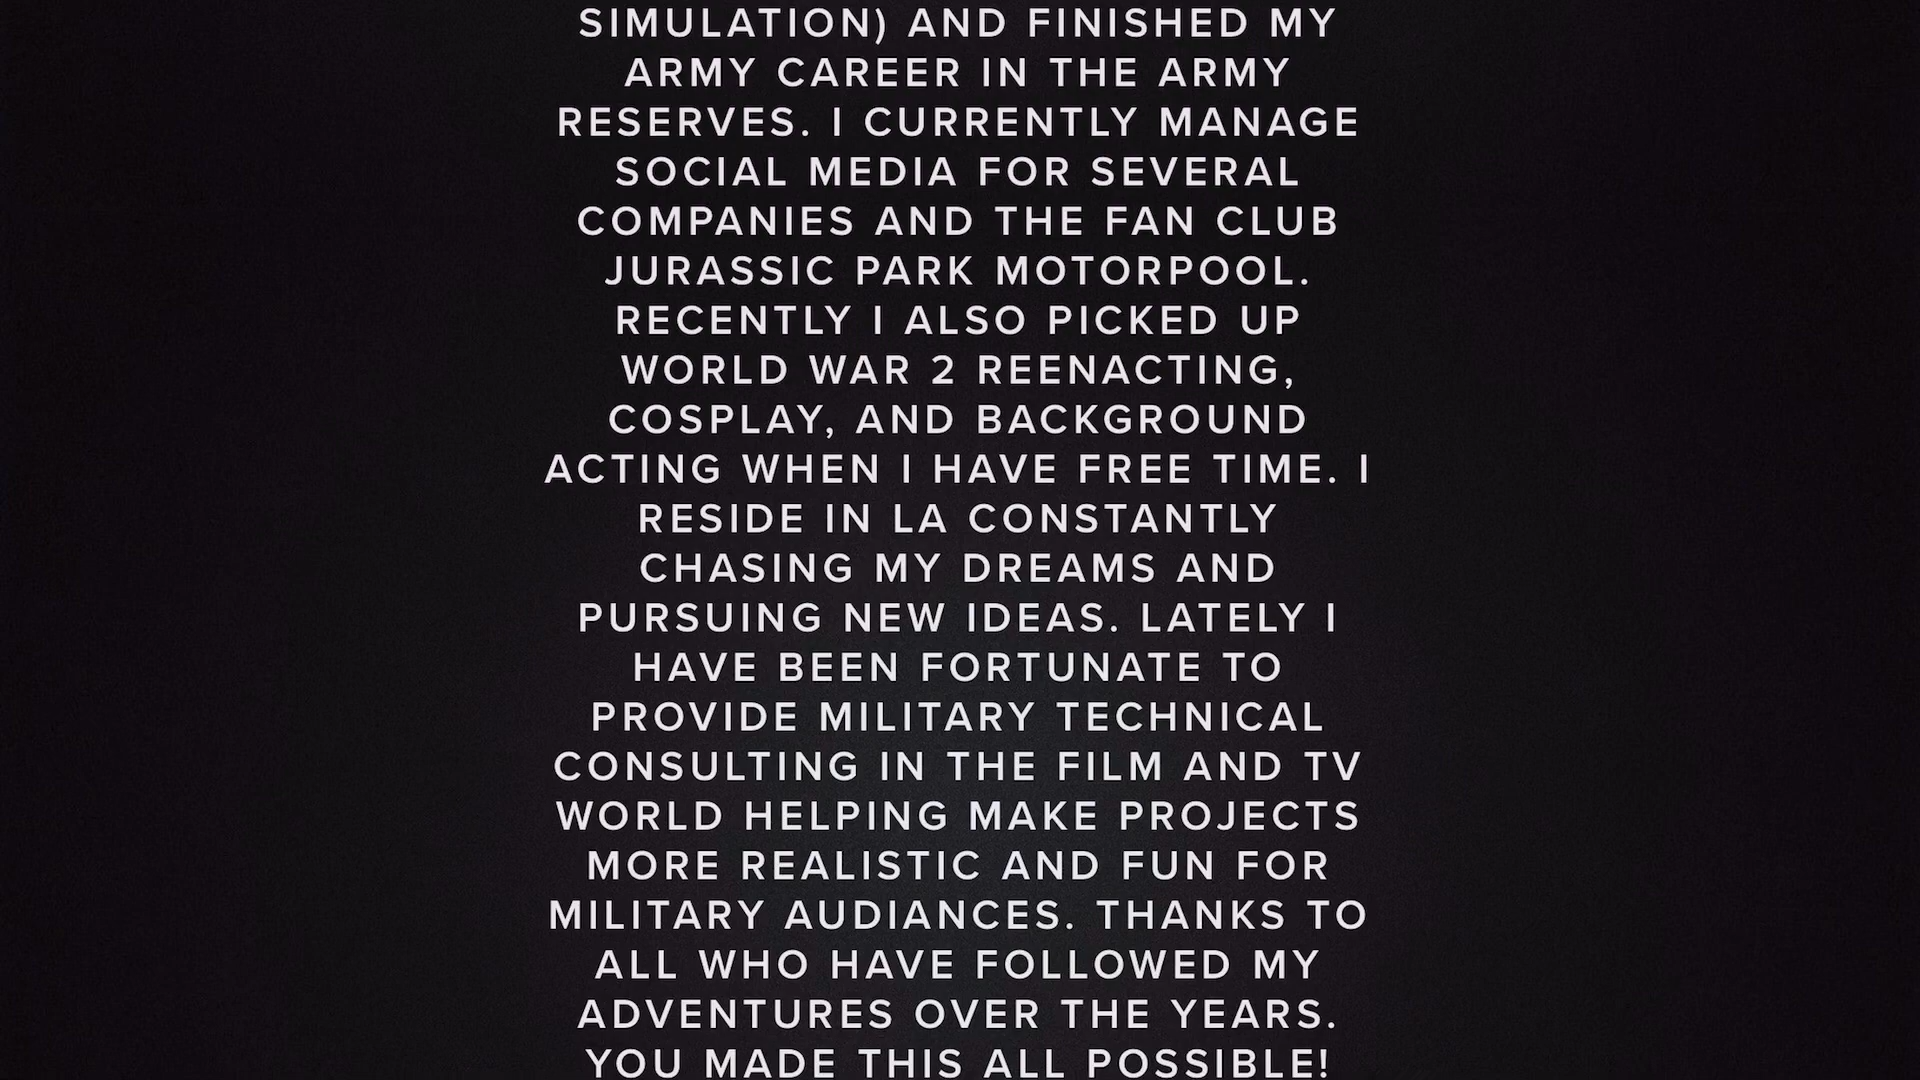 SIMULATION) AND FINISHED MY
ARMY CAREER IN THE ARMY
RESERVES. I CURRENTLY MANAGE
SOCIAL MEDIA FOR SEVERAL
COMPANIES AND THE FAN CLUB
JURASSIC PARK MOTORPOOL.
RECENTLY I ALSO PICKED UP
WORLD WAR 2 REENACTING,
COSPLAY, AND BACKGROUND
ACTING WHEN I HAVE FREE TIME. I
RESIDE IN LA CONSTANTLY
CHASING MY DREAMS AND
PURSUING NEW IDEAS. LATELY I
HAVE BEEN FORTUNATE TO
PROVIDE MILITARY TECHNICAL
CONSULTING IN THE FILM AND TV
WORLD HELPING MAKE PROJECTS
MORE REALISTIC AND FUN FOR
MILITARY AUDIANCES. THANKS TO
ALL WHO HAVE FOLLOWED MY
ADVENTURES OVER THE YEARS.
YOU MADE THIS ALL POSSIBLE!